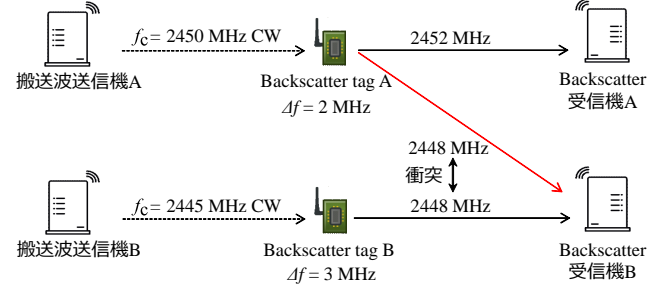 fc = 2450 MHz CW
2452 MHz
搬送波送信機A
Backscatter tag A
Δf = 2 MHz
Backscatter
受信機A
2448 MHz
衝突
fc = 2445 MHz CW
2448 MHz
搬送波送信機B
Backscatter tag B
Δf = 3 MHz
Backscatter
受信機B